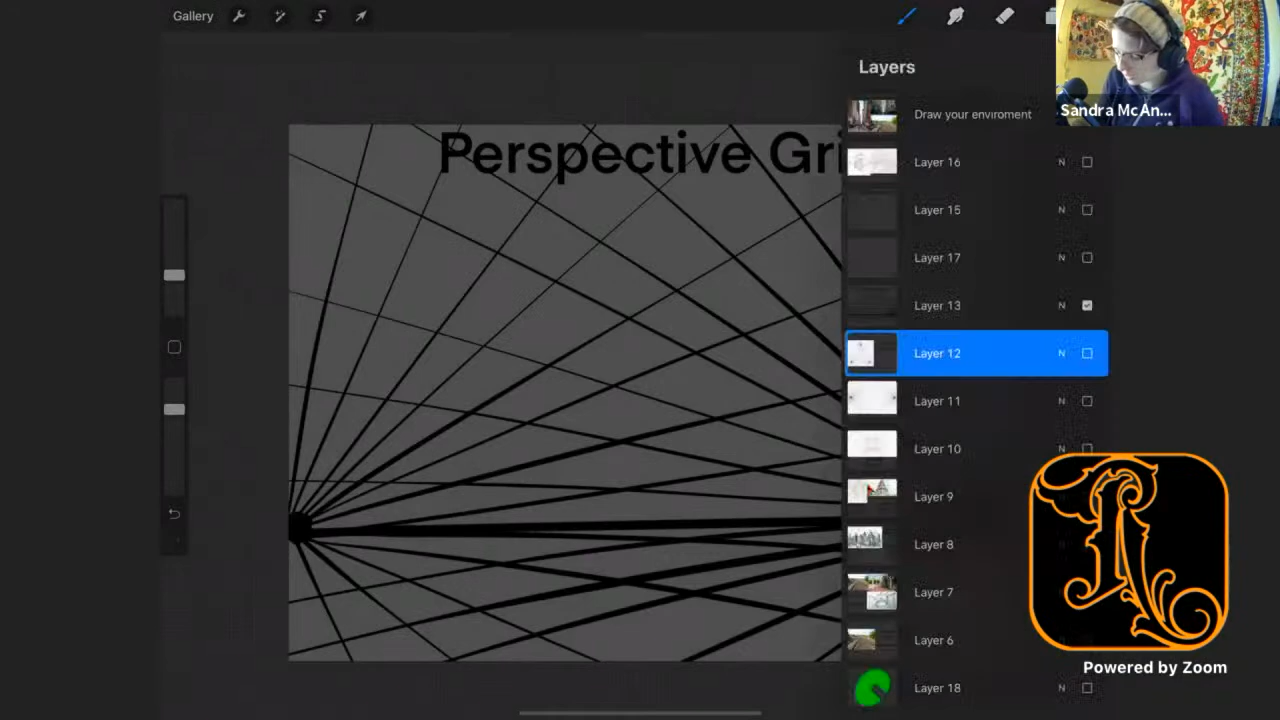 Gallery
Layers
Sandra McAn...
Perspective Gri
Draw your enviroment
Layer 16 N
Layer 15 N
Layer 17 N
Layer 13 N
Layer 12 N
Layer 11 N
Layer 10 N
Layer 9
Layer 8
Layer 7
Layer 6
Layer 18 N
Powered by Zoom